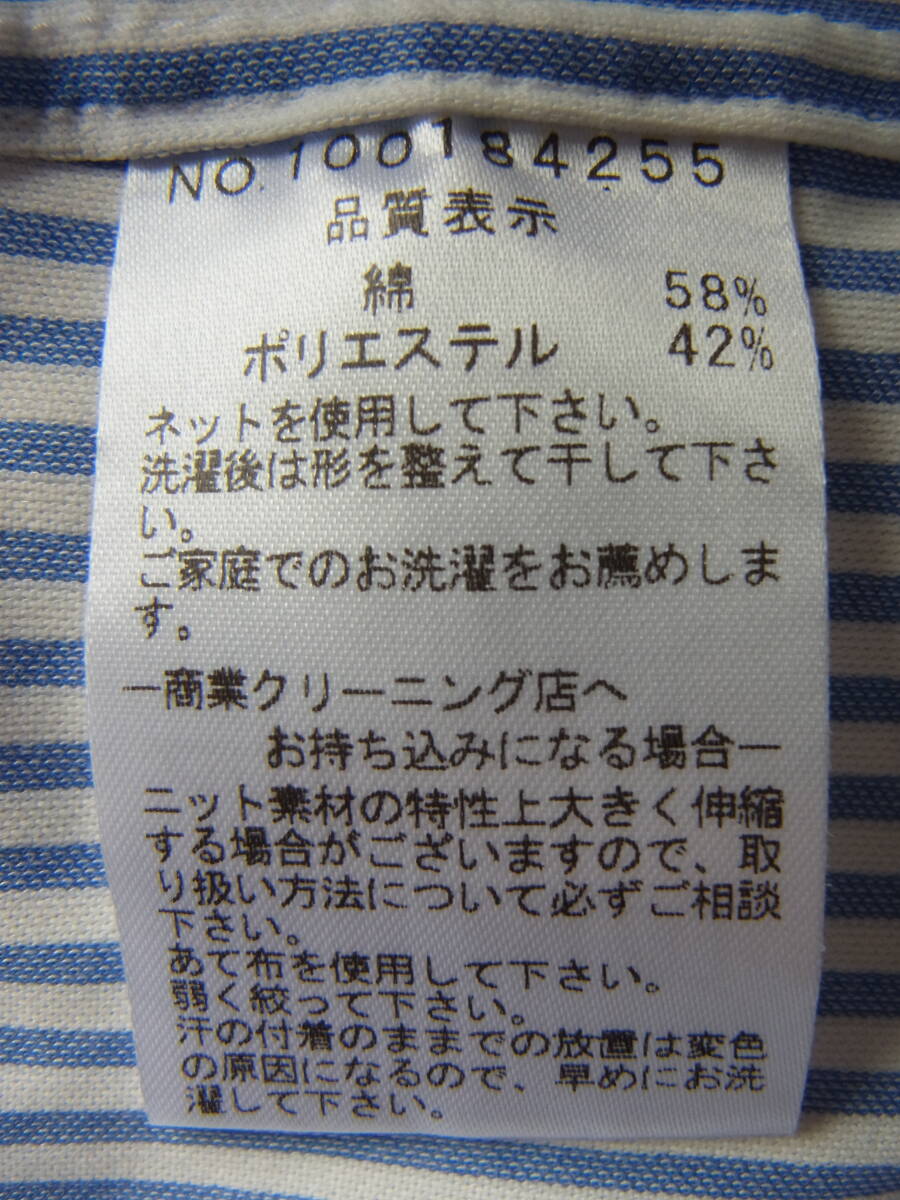 NO.100184255
品質表示
綿 58%
ポリエステル 42%
ネットを使用して下さい。
洗濯後は形を整えて干して下さ
い。
ご家庭でのお洗濯をお薦めしま
す。
ー商業クリーニング店へ
お持ち込みになる場合ー
ニット素材の特性上大きく伸縮
する場合がございますので、取
り扱い方法について必ずご相談
下さい。
あて布を使用して下さい。
弱く絞って下さい。
汗の付着のままでの放置は変色
の原因になるので、早めにお洗
濯して下さい。